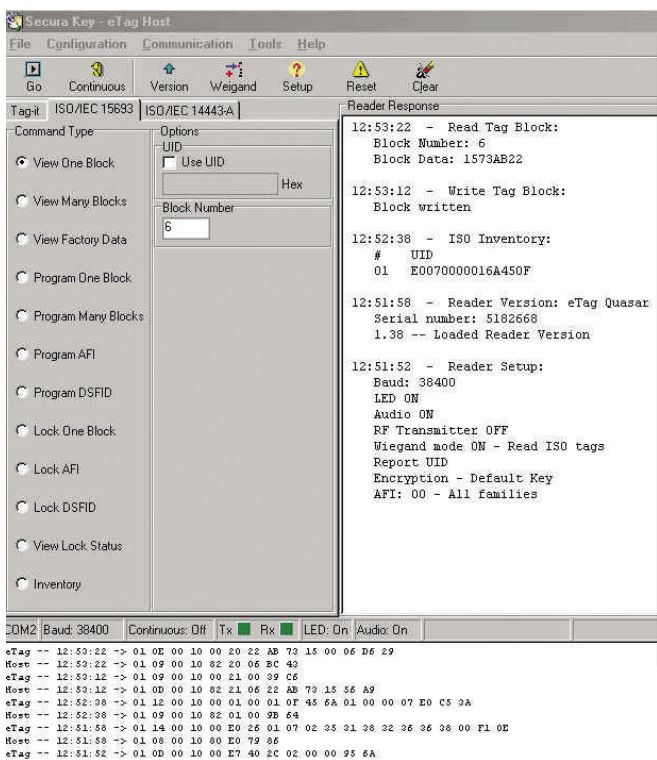 Secura Key - eTag Host
File Configuration Communication Tools Help
Go Continuous Version Weigand Setup Reset Clear
Tag-it ISO/IEC 15693 ISO/IEC 14443-A
Command Type
View One Block
View Many Blocks
View Factory Data
Program One Block
Program Many Blocks
Program AFI
Program DSFID
Lock One Block
Lock AFI
Lock DSFID
View Lock Status
Inventory
Options
UID
Use UID
Hex
Block Number
6
Reader Response
12:53:22 - Read Tag Block:
Block Number: 6
Block Data: 1573AB22
12:53:12 - Write Tag Block:
Block written
12:52:38 - ISO Inventory:
# UID
01 E0070000016A450F
12:51:58 - Reader Version: eTag Quasar
Serial number: 5182668
1.38 -- Loaded Reader Version
12:51:52 - Reader Setup:
Baud: 38400
LED ON
Audio ON
RF Transmitter OFF
Wiegand mode ON - Read ISO tags
Report UID
Encryption - Default Key
AFI: 00 - All families
COM2 Baud: 38400 Continuous: Off Tx Rx LED: On Audio: On
eTag -- 12:53:22 -> 01 0E 00 10 00 20 22 AB 73 15 00 06 D6 29
Host -- 12:53:22 -> 01 09 00 10 82 20 06 BC 43
eTag -- 12:53:12 -> 01 09 00 10 00 21 00 39 C6
Host -- 12:53:12 -> 01 0D 00 10 82 21 06 22 AB 73 15 56 A9
eTag -- 12:52:38 -> 01 12 00 10 00 01 00 01 0F 45 6A 01 00 00 07 E0 C5 3A
Host -- 12:52:38 -> 01 09 00 10 82 01 00 9B 64
eTag -- 12:51:58 -> 01 14 00 10 00 E0 26 01 07 02 35 31 38 32 36 36 38 00 F1 0E
Host -- 12:51:58 -> 01 08 00 10 80 E0 79 86
eTag -- 12:51:52 -> 01 0D 00 10 00 E7 40 2C 02 00 00 95 6A